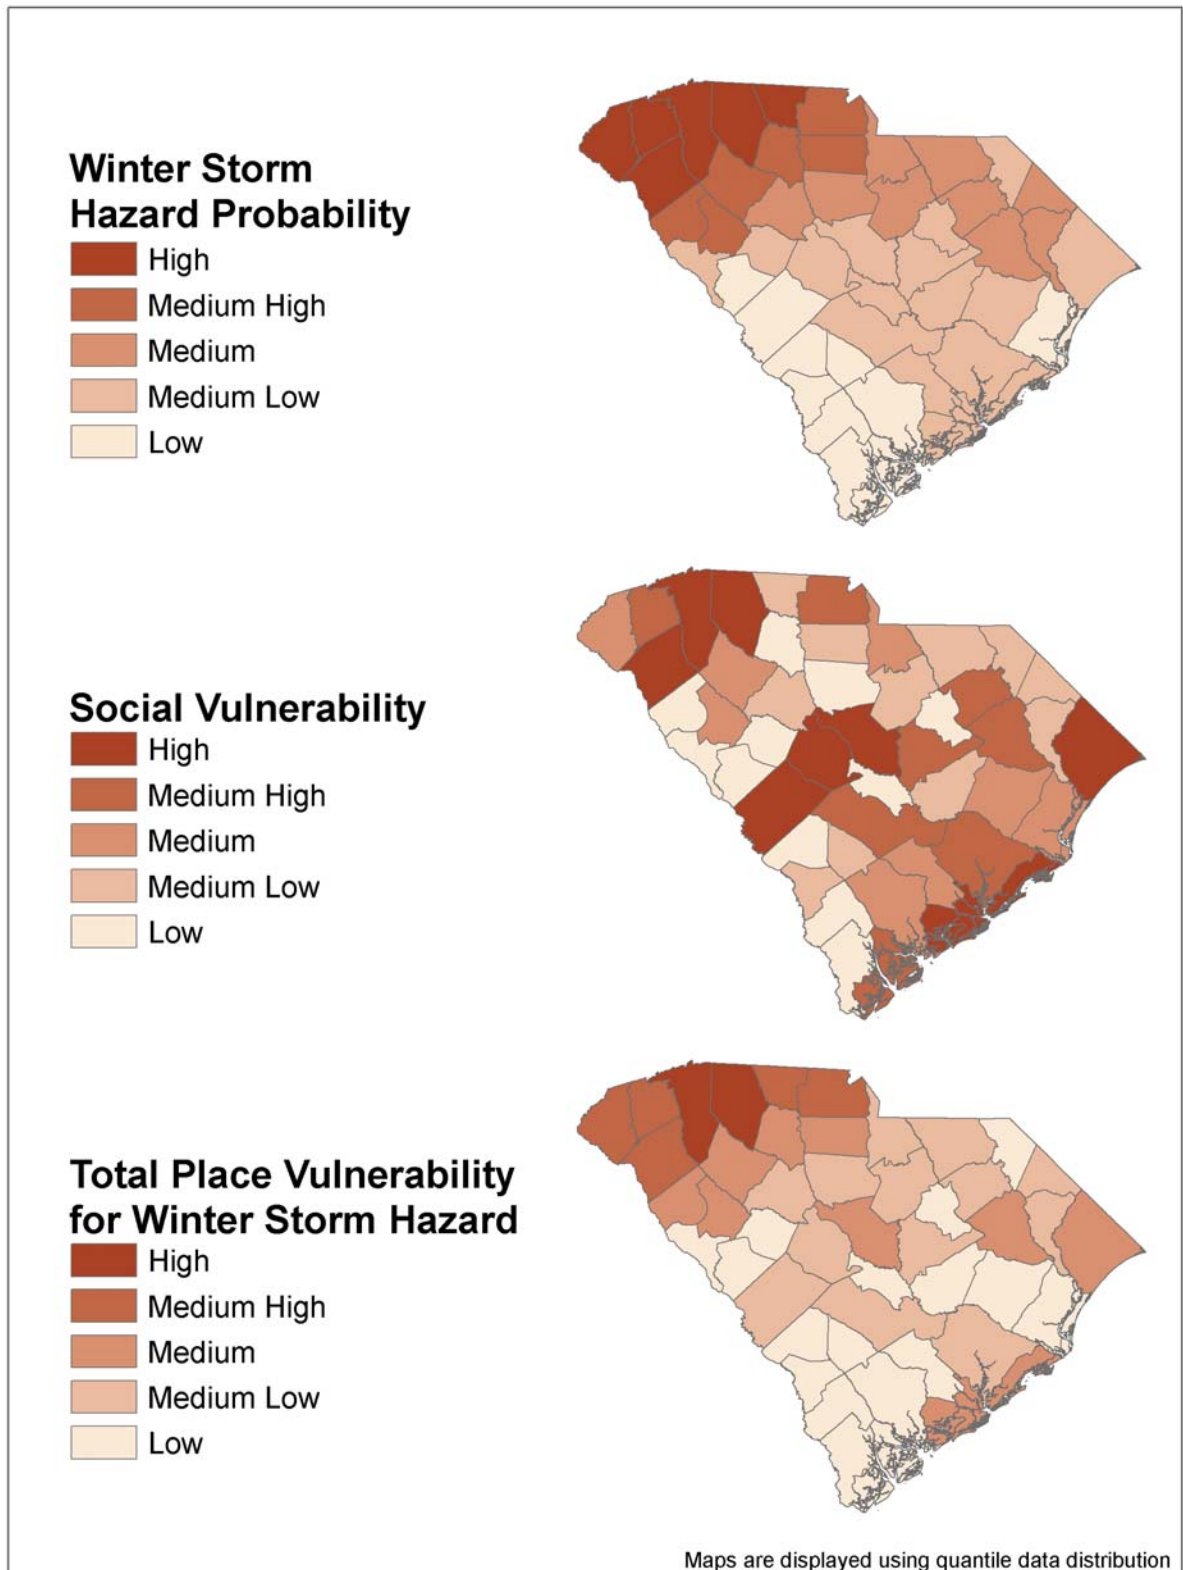 Winter Storm
Hazard Probability
High
Medium High
Medium
Medium Low
Low
Social Vulnerability
High
Medium High
Medium
Medium Low
Low
Total Place Vulnerability
for Winter Storm Hazard
High
Medium High
Medium
Medium Low
Low
Maps are displayed using quantile data distribution